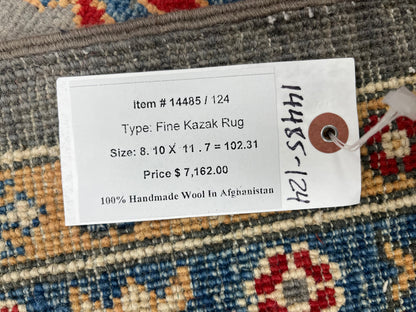 Item # 14485 / 124
Type: Fine Kazak Rug
Size: 8. 10 X 11 . 7 = 102.31
Price $ 7,162.00
100% Handmade Wool In Afghanistan
14485-124